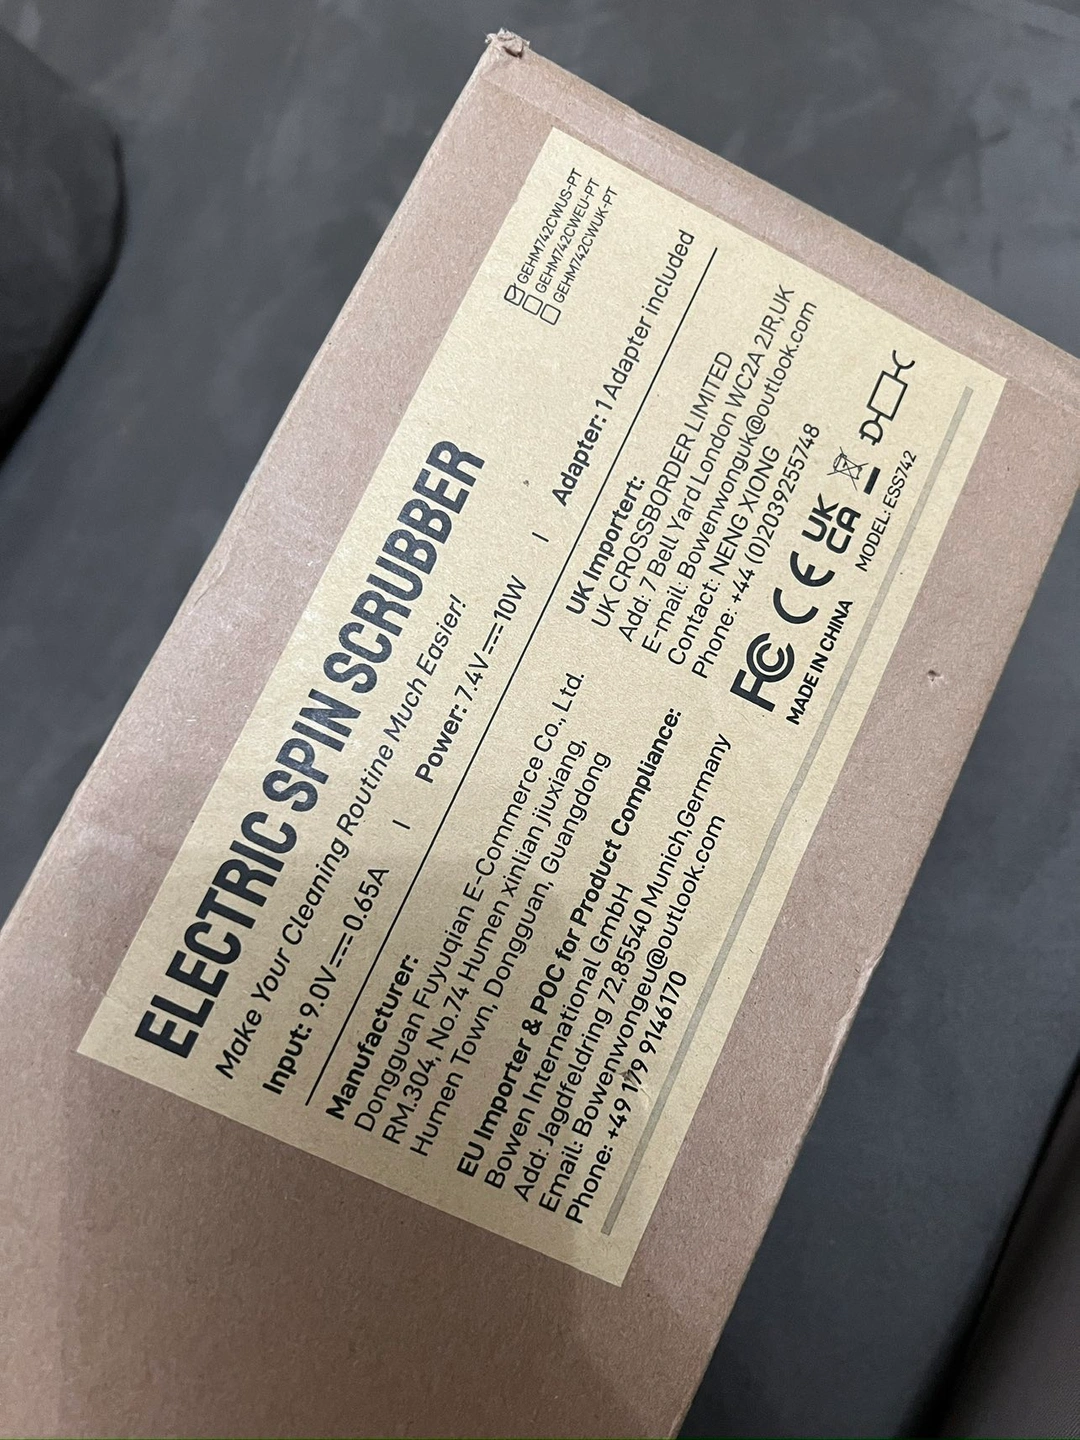 ELECTRIC SPIN SCRUBBER
Make Your Cleaning Routine Much Easier!
GEHM742CWUS-PT
GEHM742CWEU-PT
GEHM742CWUK-PT
Input: 9.0V⎓0.65A | Power: 7.4V⎓10W | Adapter: 1 Adapter included
Manufacturer:
Dongguan Fuyuqian E-Commerce Co., Ltd.
RM.304, No.74 Humen xinlian jiuxiang,
Humen Town, Dongguan, Guangdong
EU Importer & POC for Product Compliance:
Bowen International GmbH
Add: Jagdfeldring 72,85540 Munich,Germany
Email: Bowenwongeu@outlook.com
Phone: +49 179 9146170
UK Importert:
UK CROSSBORDER LIMITED
Add: 7 Bell Yard London WC2A 2JR,UK
E-mail: Bowenwonguk@outlook.com
Contact: NENG XIONG
Phone: +44 (0)2039255748
FC CE UK CA
MADE IN CHINA
MODEL: ESS742